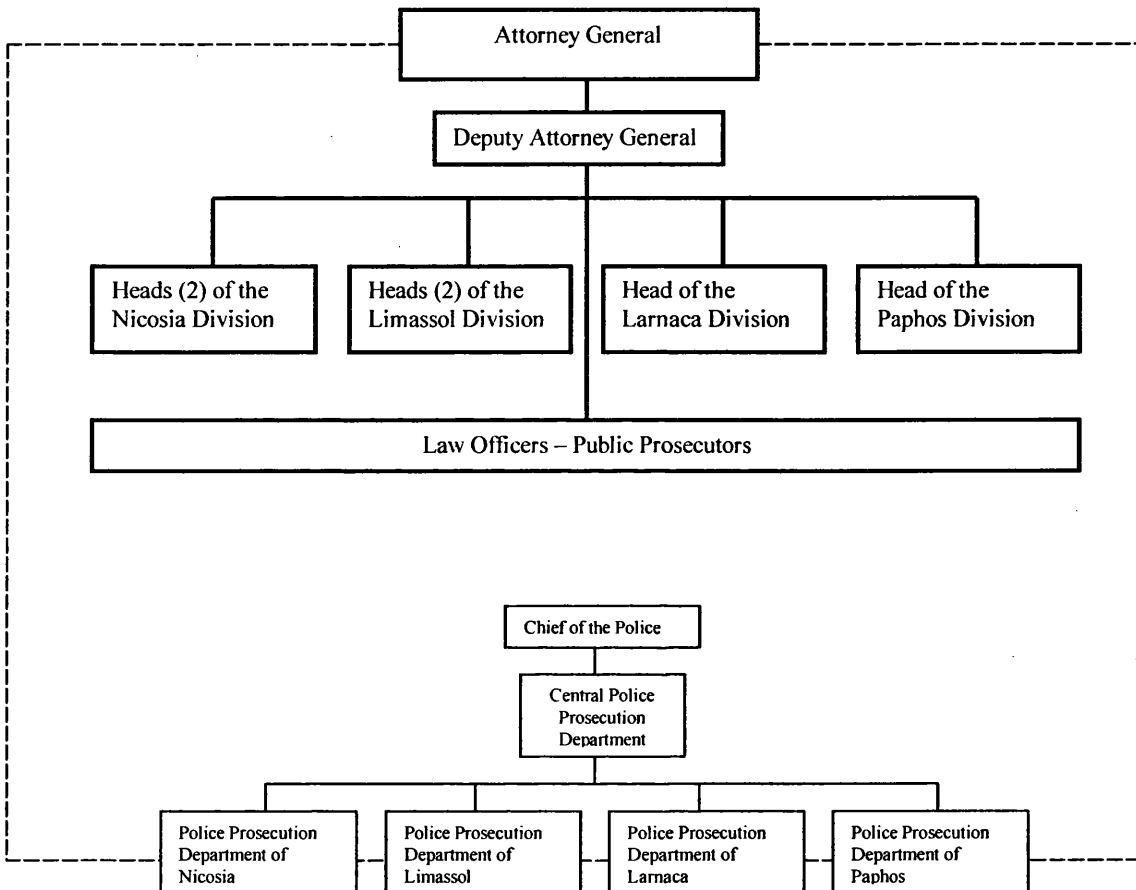 Attorney General
Deputy Attorney General
Heads (2) of the
Nicosia Division
Heads (2) of the
Limassol Division
Head of the
Larnaca Division
Head of the
Paphos Division
Law Officers – Public Prosecutors
Chief of the Police
Central Police
Prosecution
Department
Police Prosecution
Department of
Nicosia
Police Prosecution
Department of
Limassol
Police Prosecution
Department of
Larnaca
Police Prosecution
Department of
Paphos